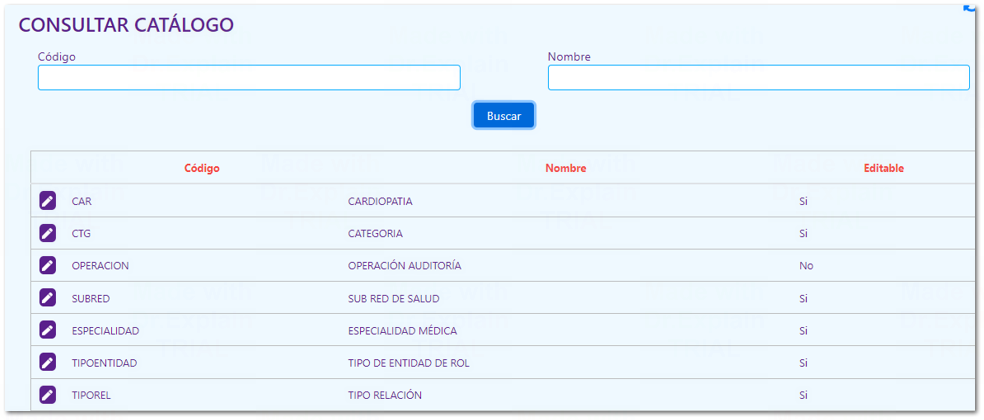 CONSULTAR CATÁLOGO
Código Nombre
Buscar
Código Nombre Editable
CAR CARDIOPATIA Si
CTG CATEGORIA Si
OPERACION OPERACIÓN AUDITORÍA No
SUBRED SUB RED DE SALUD Si
ESPECIALIDAD ESPECIALIDAD MÉDICA Si
TIPOENTIDAD TIPO DE ENTIDAD DE ROL Si
TIPOREL TIPO RELACIÓN Si